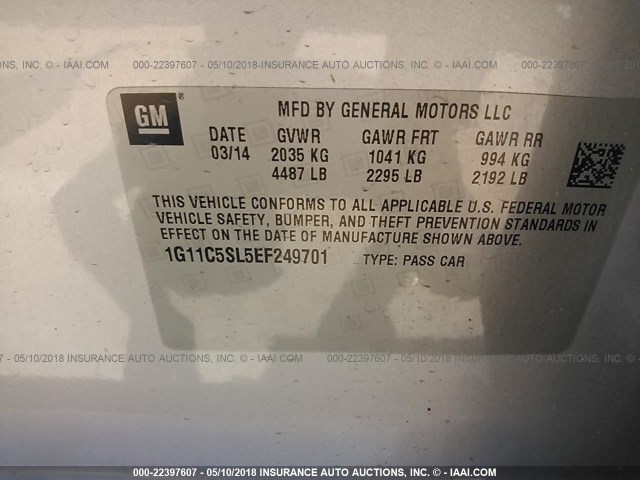 000-22397607 - 05/10/2018 INSURANCE AUTO AUCTIONS, INC. © - IAAI.COM
GM
MFD BY GENERAL MOTORS LLC
DATE GVWR GAWR FRT GAWR RR
03/14 2035 KG 1041 KG 994 KG
4487 LB 2295 LB 2192 LB
THIS VEHICLE CONFORMS TO ALL APPLICABLE U.S. FEDERAL MOTOR
VEHICLE SAFETY, BUMPER, AND THEFT PREVENTION STANDARDS IN
EFFECT ON THE DATE OF MANUFACTURE SHOWN ABOVE.
1G11C5SL5EF249701 TYPE: PASS CAR
000-22397607 - 05/10/2018 INSURANCE AUTO AUCTIONS, INC. © - IAAI.COM
000-22397607 - 05/10/2018 INSURANCE AUTO AUCTIONS, INC. © - IAAI.COM